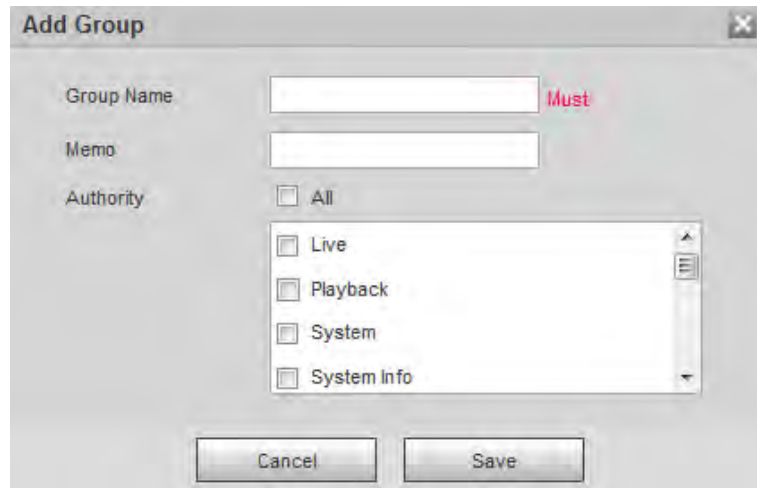 Add Group
Group Name Must
Memo
Authority All
Live
Playback
System
System Info
Cancel Save